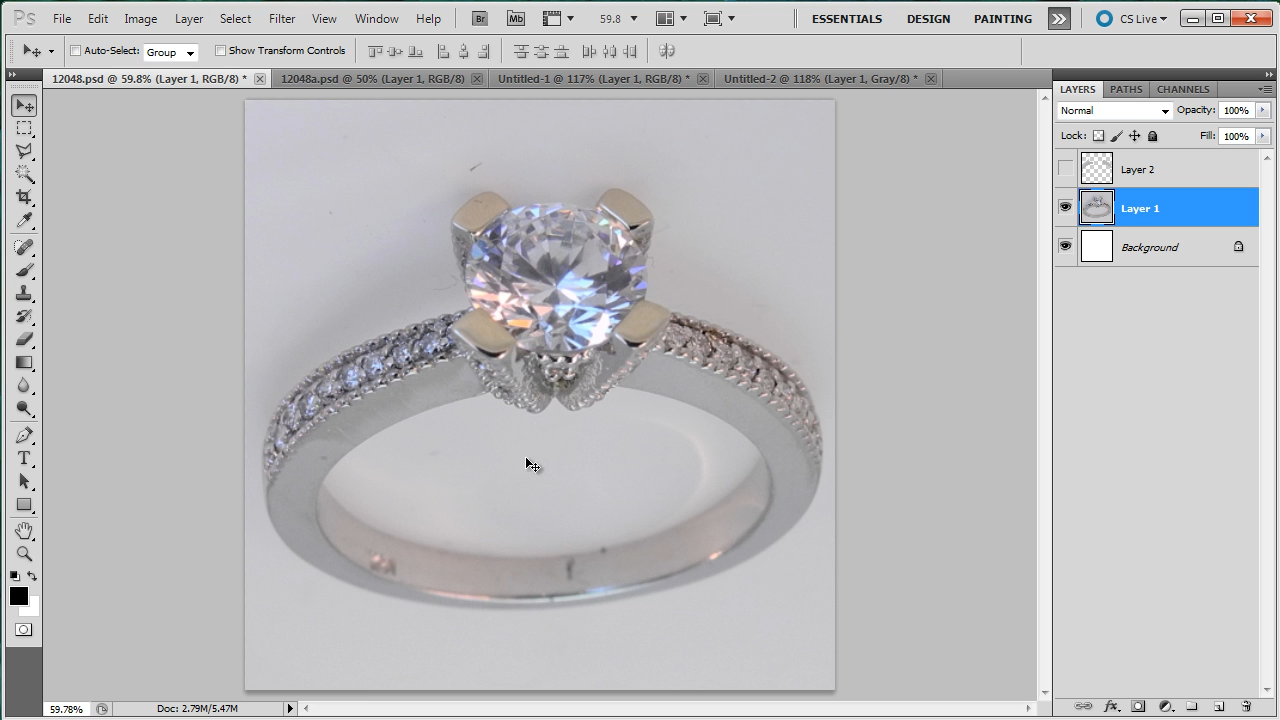 Ps File Edit Image Layer Select Filter View Window Help Br Mb 59.8 ESSENTIALS DESIGN PAINTING CS Live
Auto-Select: Group Show Transform Controls
12048.psd @ 59.8% (Layer 1, RGB/8) * 12048a.psd @ 50% (Layer 1, RGB/8) Untitled-1 @ 117% (Layer 1, RGB/8) * Untitled-2 @ 118% (Layer 1, Gray/8) *
LAYERS PATHS CHANNELS
Normal Opacity: 100%
Lock: Fill: 100%
Layer 2
Layer 1
Background
T
59.78% Doc: 2.79M/5.47M
fx